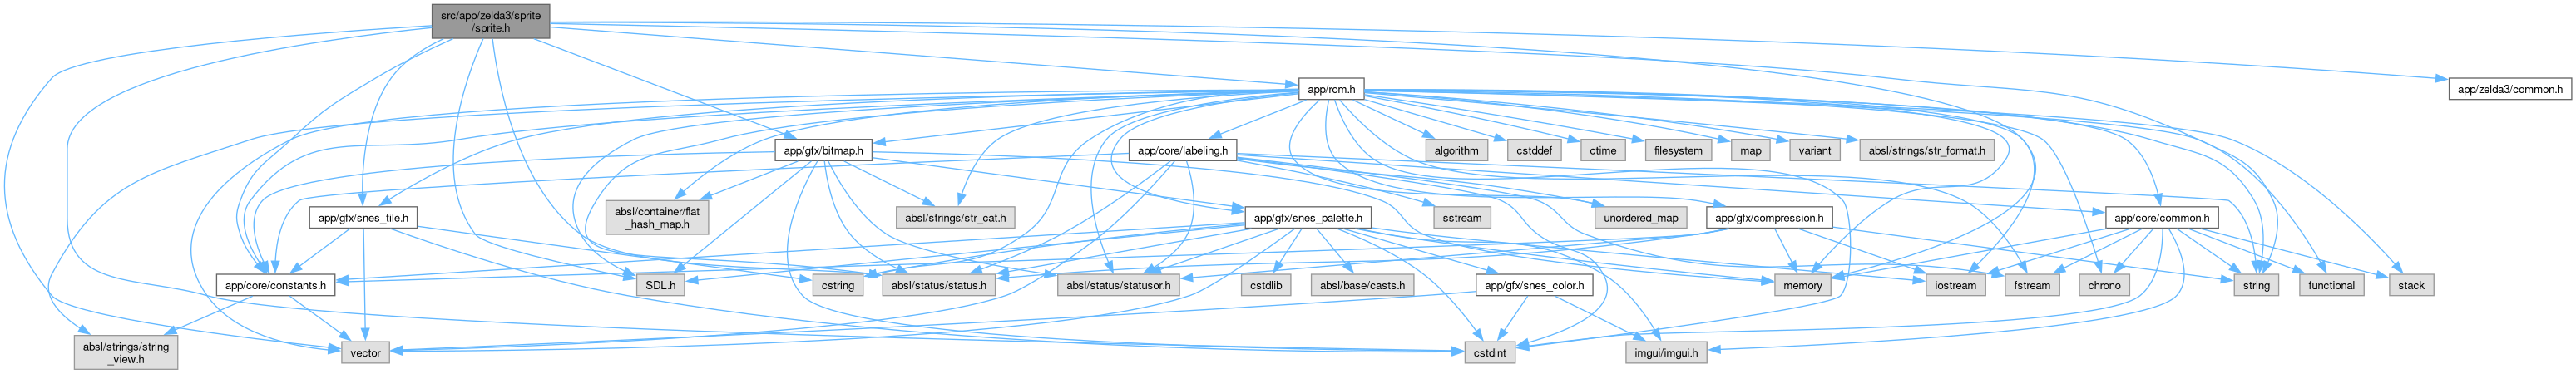 src/app/zelda3/sprite
/sprite.h
app/rom.h
app/zelda3/common.h
app/gfx/bitmap.h
app/core/labeling.h
algorithm
cstddef
ctime
filesystem
map
variant
absl/strings/str_format.h
app/gfx/snes_tile.h
absl/container/flat
_hash_map.h
absl/strings/str_cat.h
app/gfx/snes_palette.h
sstream
unordered_map
app/gfx/compression.h
app/core/common.h
app/core/constants.h
SDL.h
cstring
absl/status/status.h
absl/status/statusor.h
cstdlib
absl/base/casts.h
app/gfx/snes_color.h
memory
iostream
fstream
chrono
string
functional
stack
absl/strings/string
_view.h
vector
cstdint
imgui/imgui.h